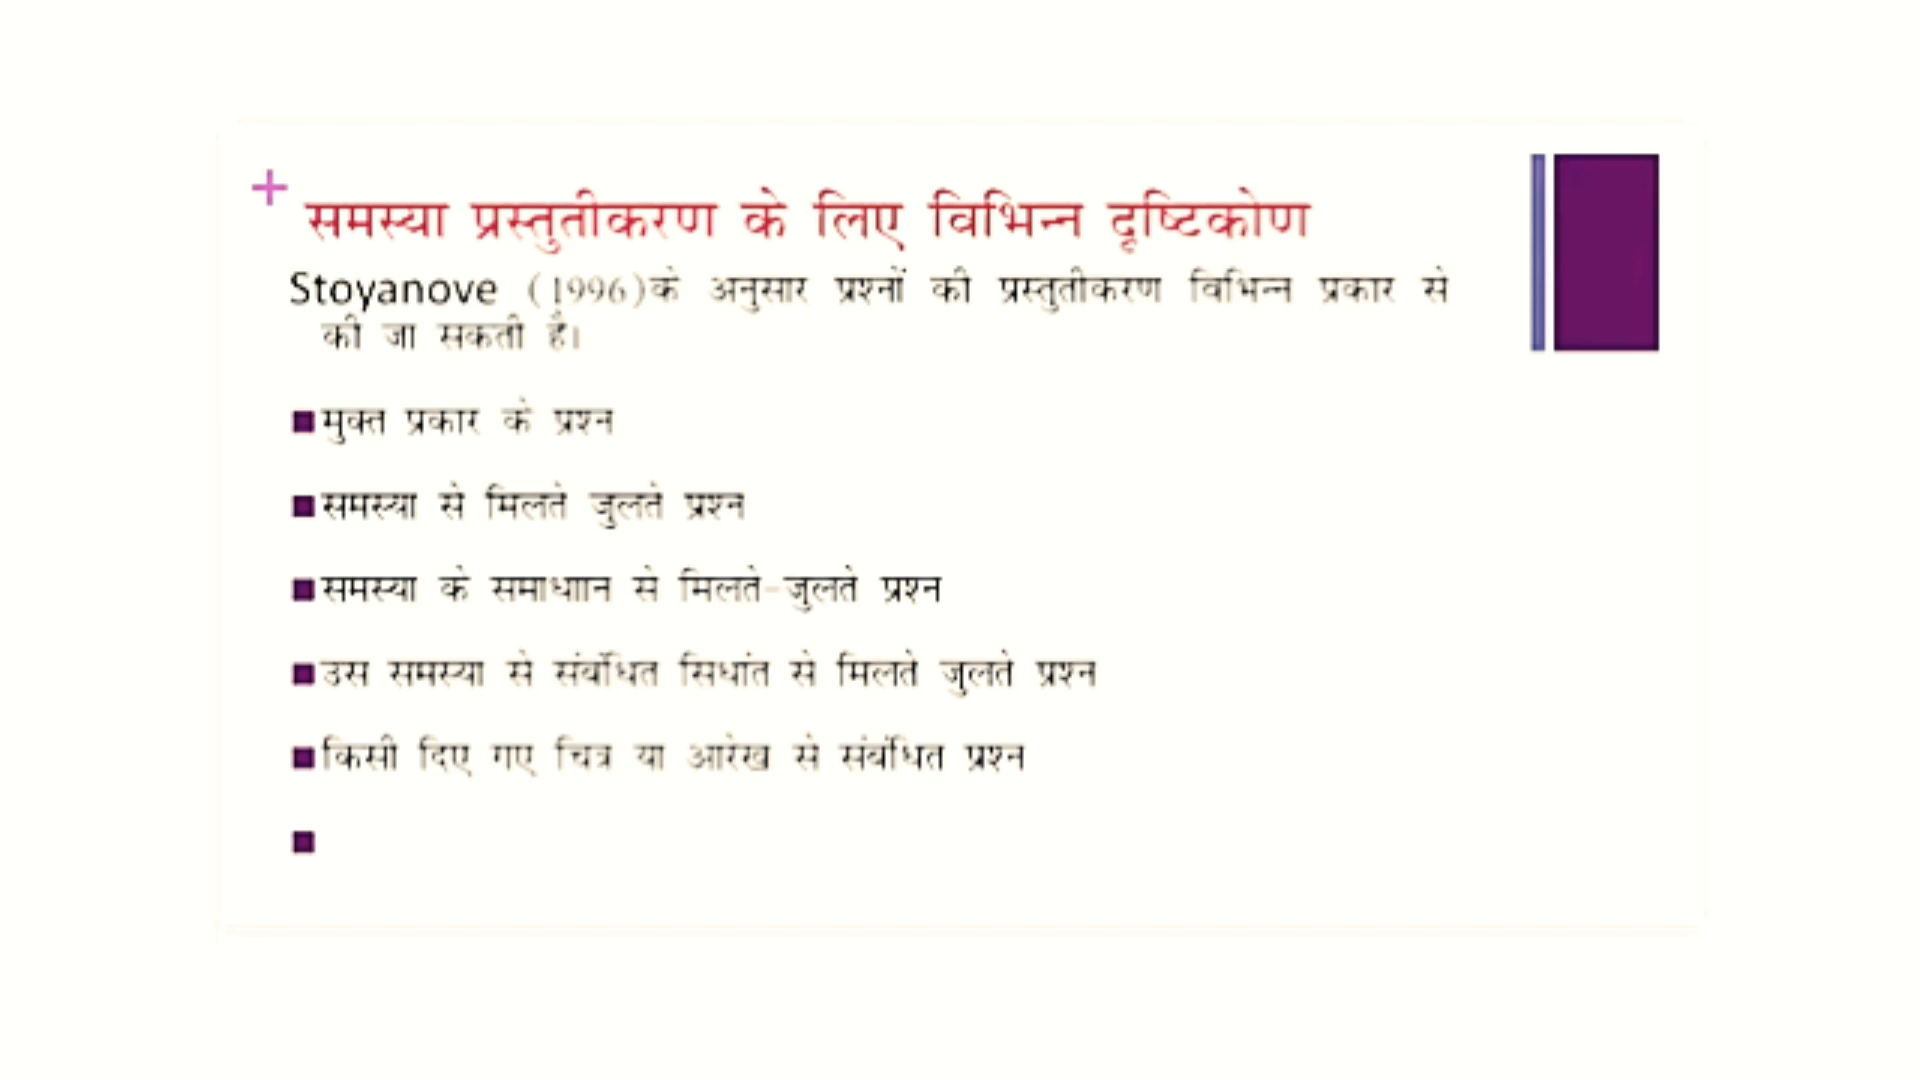 समस्या प्रस्तुतीकरण के लिए विभिन्न दृष्टिकोण
Stoyanove (1996)के अनुसार प्रश्नों की प्रस्तुतीकरण विभिन्न प्रकार से
की जा सकती है।
मुक्त प्रकार के प्रश्न
समस्या से मिलते जुलते प्रश्न
समस्या के समाधाान से मिलते-जुलते प्रश्न
उस समस्या से संबंधित सिधांत से मिलते जुलते प्रश्न
किसी दिए गए चित्र या आरेख से संबंधित प्रश्न